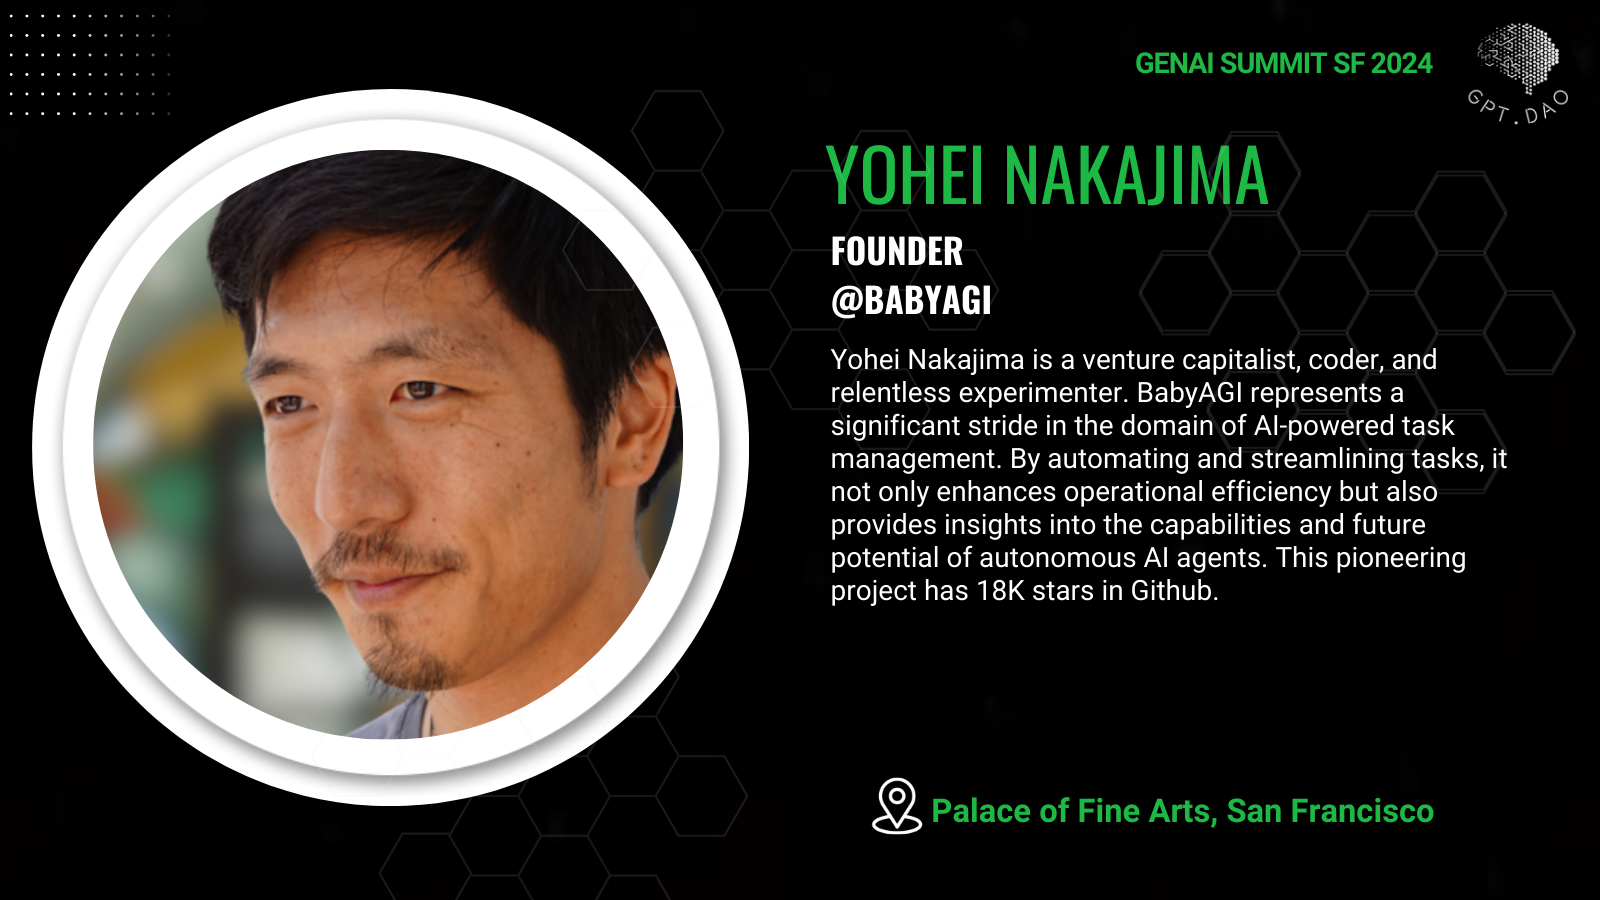 GENAI SUMMIT SF 2024
GPT.DAO
YOHEI NAKAJIMA
FOUNDER
@BABYAGI
Yohei Nakajima is a venture capitalist, coder, and
relentless experimenter. BabyAGI represents a
significant stride in the domain of AI-powered task
management. By automating and streamlining tasks, it
not only enhances operational efficiency but also
provides insights into the capabilities and future
potential of autonomous AI agents. This pioneering
project has 18K stars in Github.
Palace of Fine Arts, San Francisco